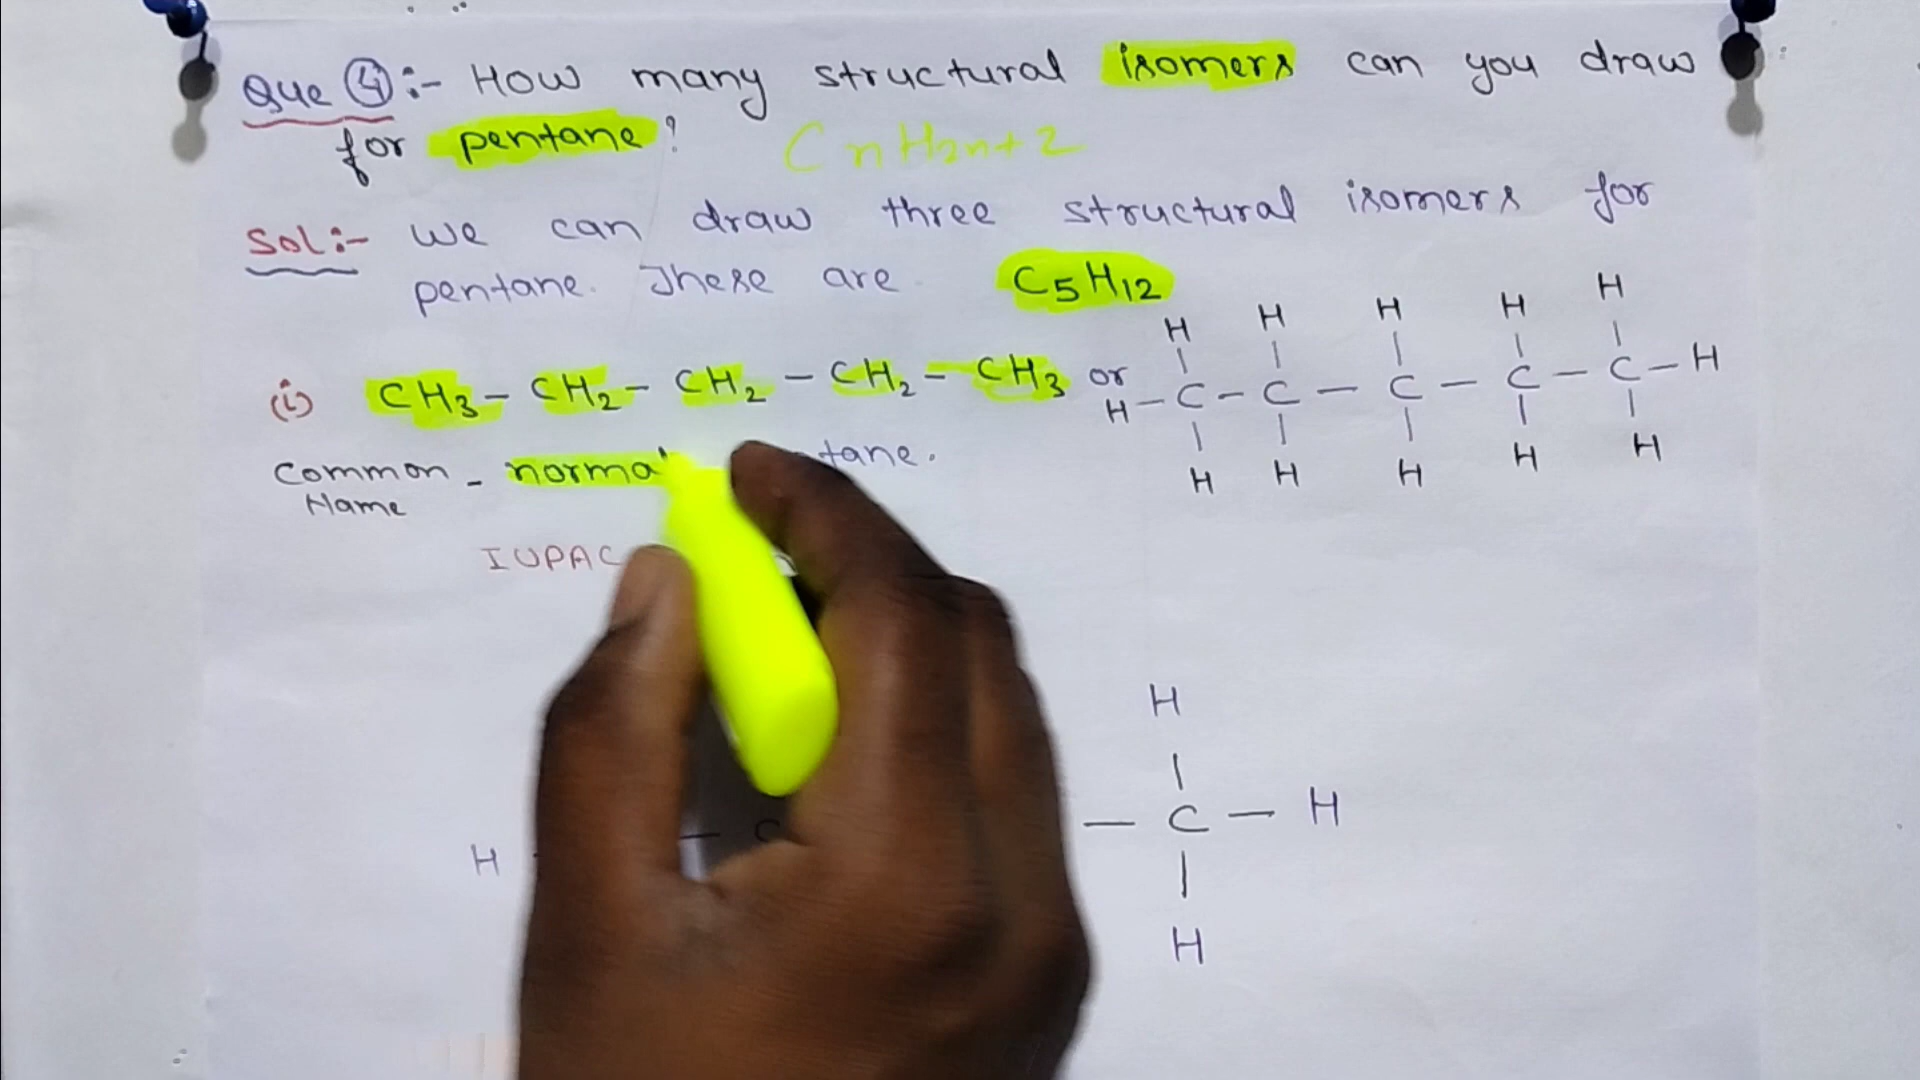 Que ④:- How many structural isomers can you draw
for pentane?
CnH2n+2
Sol:- We can draw three structural isomers for
pentane. These are C5H12
H H H H H
| | | | |
(i) CH3 - CH2 - CH2 - CH2 - CH3 or H - C - C - C - C - C - H
| | | | |
H H H H H
Common - normal
Name
IUPAC
H
|
H - C — C — H
|
H